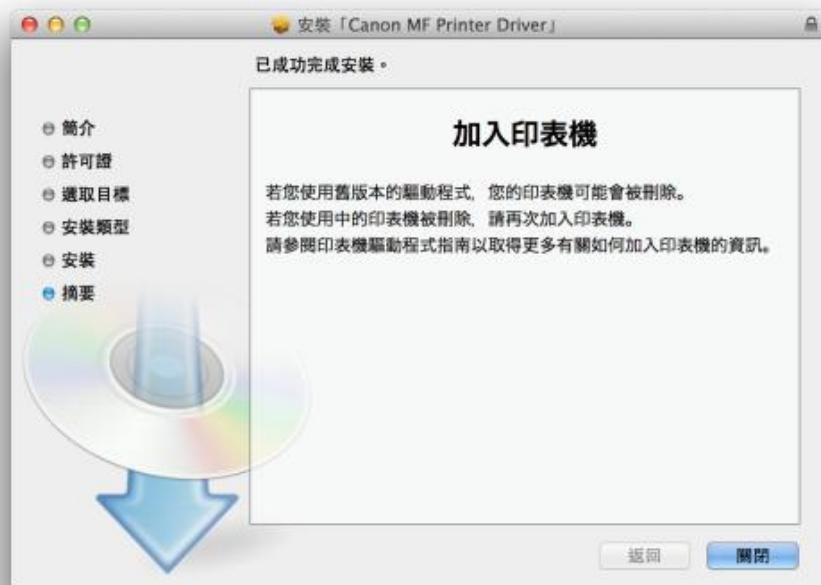 安裝「Canon MF Printer Driver」
已成功完成安裝。
簡介
許可證
選取目標
安裝類型
安裝
摘要
加入印表機
若您使用舊版本的驅動程式，您的印表機可能會被刪除。
若您使用中的印表機被刪除，請再次加入印表機。
請參閱印表機驅動程式指南以取得更多有關如何加入印表機的資訊。
返回
關閉